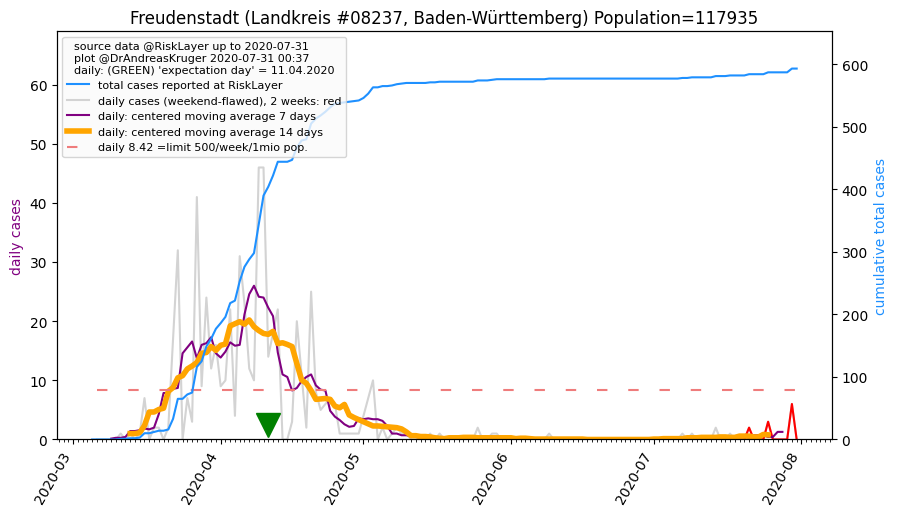 Freudenstadt (Landkreis #08237, Baden-Württemberg) Population=117935
source data @RiskLayer up to 2020-07-31
plot @DrAndreasKruger 2020-07-31 00:37
daily: (GREEN) 'expectation day' = 11.04.2020
total cases reported at RiskLayer
daily cases (weekend-flawed), 2 weeks: red
daily: centered moving average 7 days
daily: centered moving average 14 days
daily 8.42 =limit 500/week/1mio pop.
daily cases
60
50
40
30
20
10
0
cumulative total cases
600
500
400
300
200
100
0
2020-03
2020-04
2020-05
2020-06
2020-07
2020-08